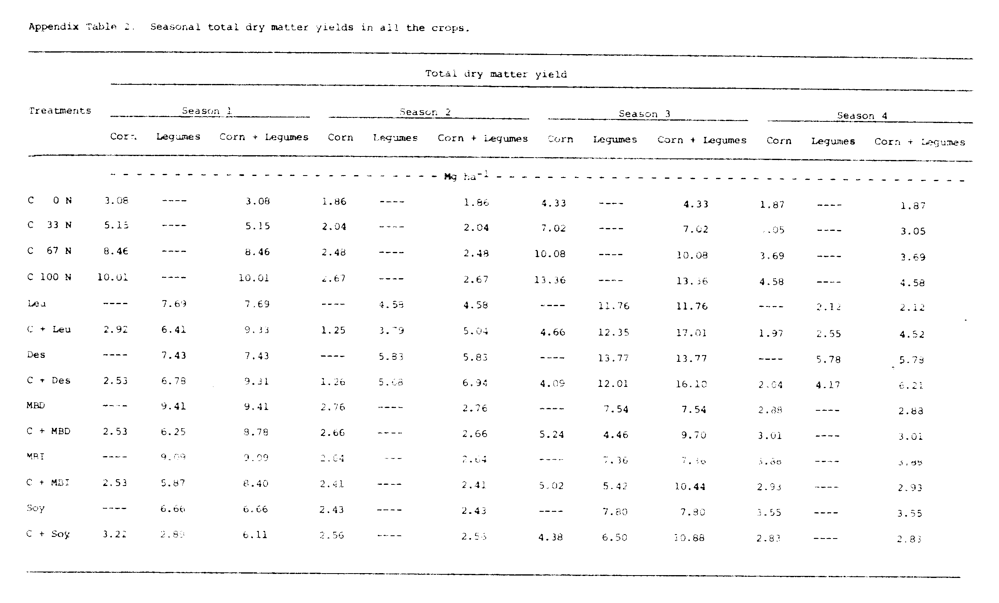 Appendix Table 2. Seasonal total dry matter yields in all the crops.
Total dry matter yield
Treatments Season 1 Season 2 Season 3 Season 4
Corn Legumes Corn + Legumes Corn Legumes Corn + Legumes Corn Legumes Corn + Legumes Corn Legumes Corn + Legumes
- - - - - - - - - - - - - - - - - - - - - - - - - - Mg ha-1 - - - - - - - - - - - - - - - - - - - - - - - - - - - - - - - - - - - - -
C 0 N 3.08 ---- 3.08 1.86 ---- 1.86 4.33 ---- 4.33 1.87 ---- 1.87
C 33 N 5.15 ---- 5.15 2.04 ---- 2.04 7.02 ---- 7.02 ---- 3.05
C 67 N 8.46 ---- 8.46 2.48 ---- 2.48 10.08 ---- 10.08 3.69 ---- 3.69
C 100 N 10.01 ---- 10.01 2.67 ---- 2.67 13.36 ---- 13.36 4.58 ---- 4.58
Leu ---- 7.69 7.69 ---- 4.58 4.58 ---- 11.76 11.76 ---- 2.12 2.12
C + Leu 2.92 6.41 9.33 1.25 3.79 5.04 4.66 12.35 17.01 1.97 2.55 4.52
Des ---- 7.43 7.43 ---- 5.83 5.83 ---- 13.77 13.77 ---- 5.78 5.78
C + Des 2.53 6.78 9.31 1.26 5.68 6.94 4.09 12.01 16.10 2.04 4.17 6.21
MBD ---- 9.41 9.41 2.76 ---- 2.76 ---- 7.54 7.54 2.88 ---- 2.88
C + MBD 2.53 6.25 8.78 2.66 ---- 2.66 5.24 4.46 9.70 3.01 ---- 3.01
MBI ---- 9.09 9.09 2.64 --- 2.64 ---- 7.36 7.36 ---- ----
C + MBI 2.53 5.87 8.40 2.41 ---- 2.41 5.02 5.42 10.44 2.93 ---- 2.93
Soy ---- 6.66 6.66 2.43 ---- 2.43 ---- 7.80 7.80 3.55 ---- 3.55
C + Soy 3.22 2.89 6.11 2.56 ---- 2.56 4.38 6.50 10.88 2.83 ---- 2.83